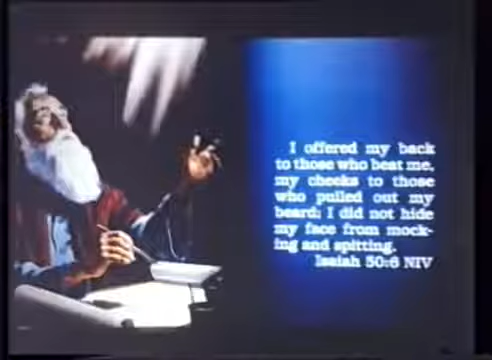 I offered my back
to those who beat me,
my cheeks to those
who pulled out my
beard; I did not hide
my face from mock-
ing and spitting.
Isaiah 50:6 NIV